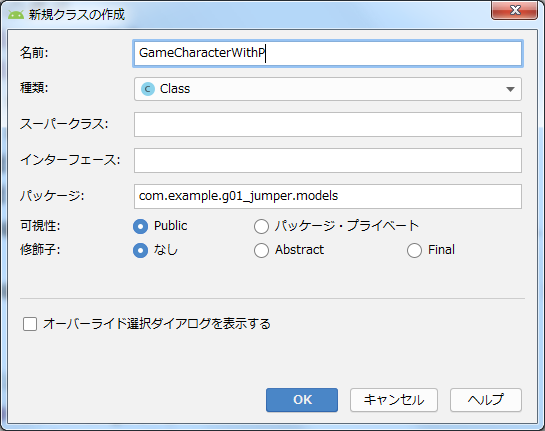 新規クラスの作成
名前: GameCharacterWithP
種類: C Class
スーパークラス:
インターフェース:
パッケージ: com.example.g01_jumper.models
可視性: Public パッケージ・プライベート
修飾子: なし Abstract Final
オーバーライド選択ダイアログを表示する
OK キャンセル ヘルプ